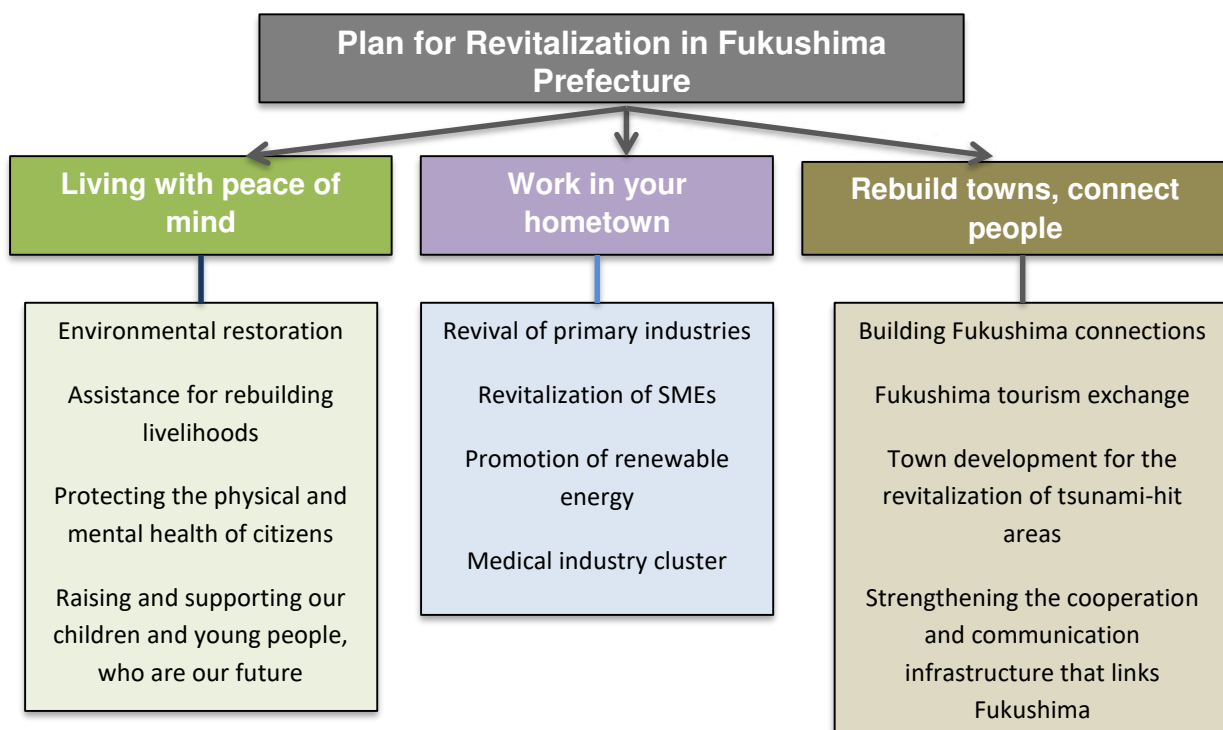 Plan for Revitalization in Fukushima
Prefecture
Living with peace of
mind
Work in your
hometown
Rebuild towns, connect
people
Environmental restoration
Assistance for rebuilding
livelihoods
Protecting the physical and
mental health of citizens
Raising and supporting our
children and young people,
who are our future
Revival of primary industries
Revitalization of SMEs
Promotion of renewable
energy
Medical industry cluster
Building Fukushima connections
Fukushima tourism exchange
Town development for the
revitalization of tsunami-hit
areas
Strengthening the cooperation
and communication
infrastructure that links
Fukushima